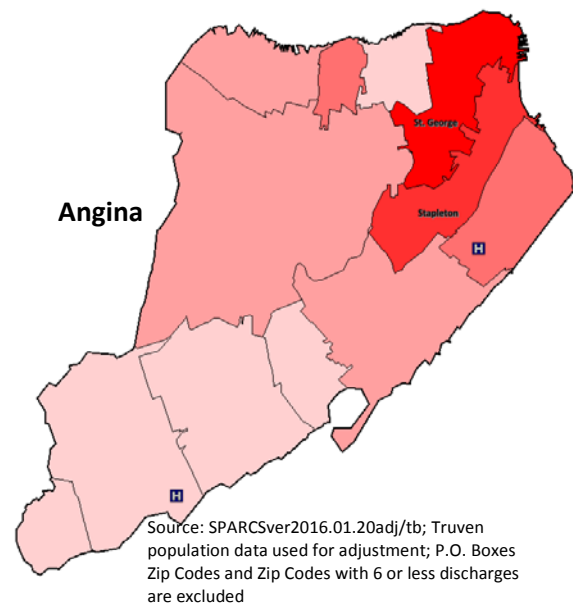 St. George
Angina
Stapleton
H
H
Source: SPARCSver2016.01.20adj/tb; Truven
population data used for adjustment; P.O. Boxes
Zip Codes and Zip Codes with 6 or less discharges
are excluded